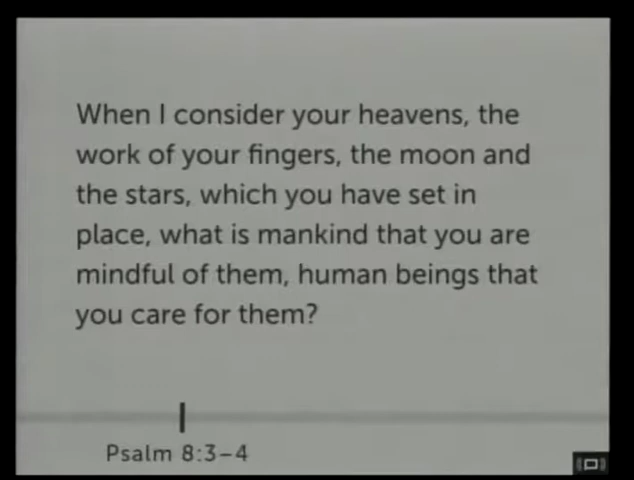 When I consider your heavens, the
work of your fingers, the moon and
the stars, which you have set in
place, what is mankind that you are
mindful of them, human beings that
you care for them?
Psalm 8:3–4